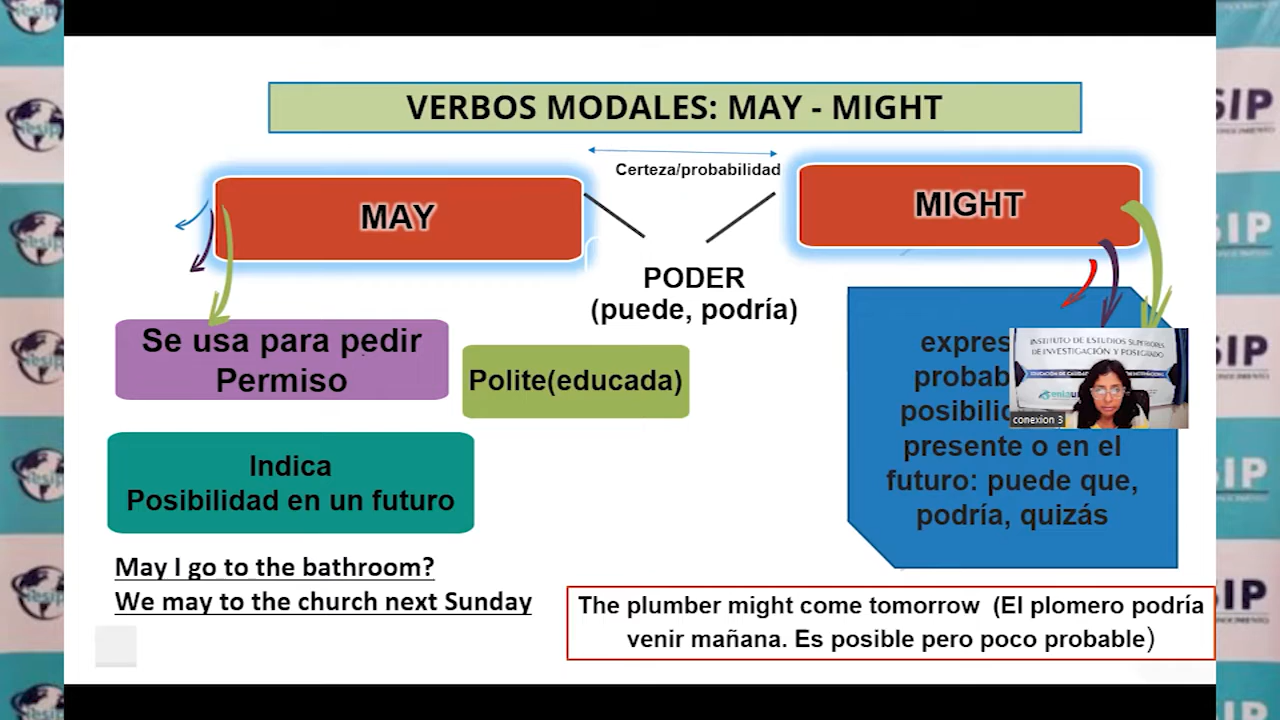 VERBOS MODALES: MAY - MIGHT
Certeza/probabilidad
MAY
MIGHT
PODER
(puede, podría)
Se usa para pedir
Permiso
Polite(educada)
Indica
Posibilidad en un futuro
May I go to the bathroom?
We may to the church next Sunday
presente o en el
futuro: puede que,
podría, quizás
INSTITUTO DE ESTUDIOS SUPERIORES
DE INVESTIGACIÓN Y POSGRADO
conexion 3
The plumber might come tomorrow (El plomero podría
venir mañana. Es posible pero poco probable)
SIP
SIP
SIP
SIP